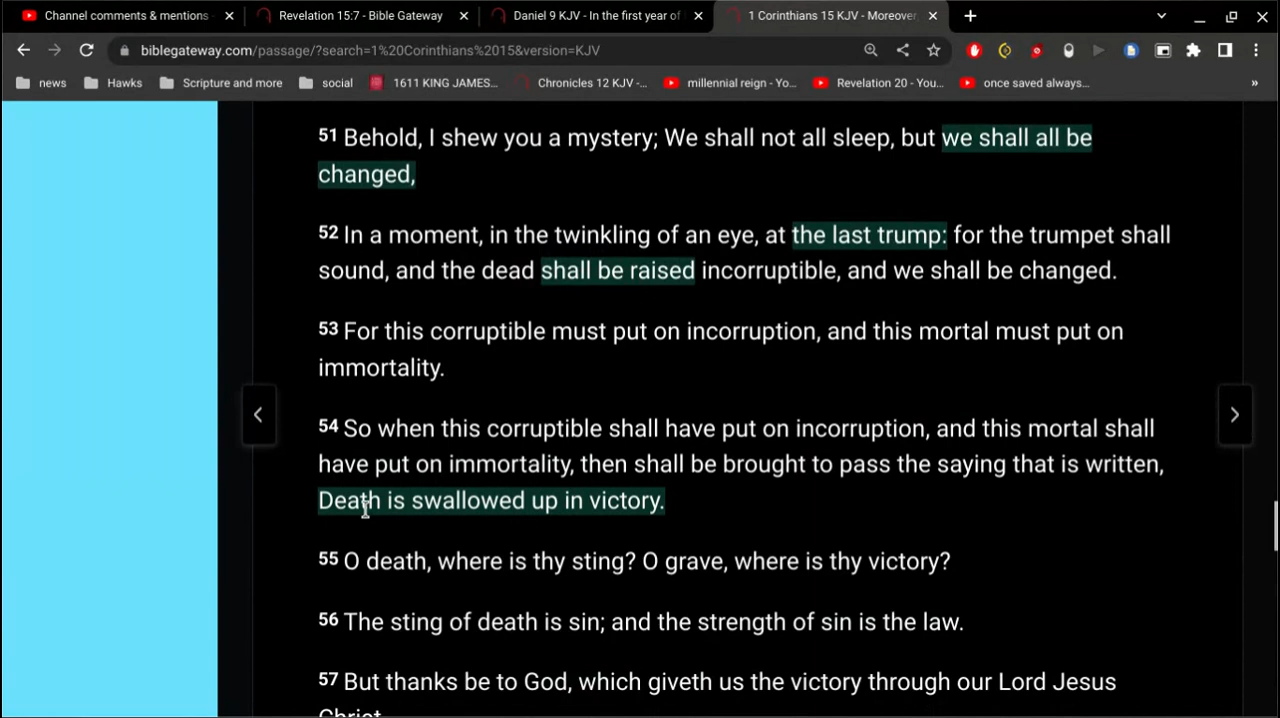 Channel comments & mentions
Revelation 15:7 - Bible Gateway
Daniel 9 KJV - In the first year of
1 Corinthians 15 KJV - Moreover,
biblegateway.com/passage/?search=1%20Corinthians%2015&version=KJV
news
Hawks
Scripture and more
social
1611 KING JAMES...
Chronicles 12 KJV -...
millennial reign - Yo...
Revelation 20 - You...
once saved always...
»
51 Behold, I shew you a mystery; We shall not all sleep, but we shall all be
changed,
52 In a moment, in the twinkling of an eye, at the last trump: for the trumpet shall
sound, and the dead shall be raised incorruptible, and we shall be changed.
53 For this corruptible must put on incorruption, and this mortal must put on
immortality.
54 So when this corruptible shall have put on incorruption, and this mortal shall
have put on immortality, then shall be brought to pass the saying that is written,
Death is swallowed up in victory.
55 O death, where is thy sting? O grave, where is thy victory?
56 The sting of death is sin; and the strength of sin is the law.
57 But thanks be to God, which giveth us the victory through our Lord Jesus
Christ